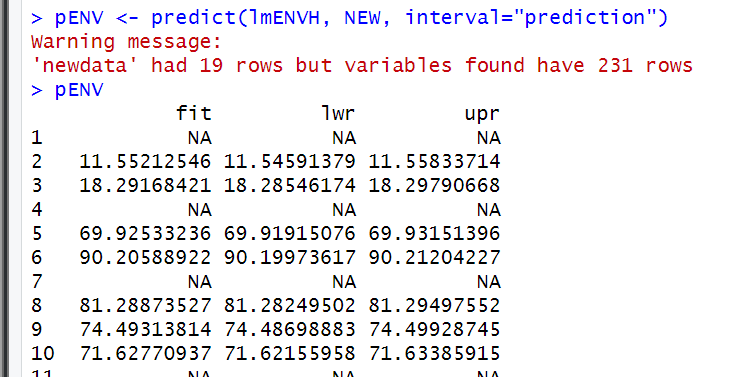 > pENV <- predict(lmENVH, NEW, interval="prediction")
Warning message:
'newdata' had 19 rows but variables found have 231 rows
> pENV
fit lwr upr
1 NA NA NA
2 11.55212546 11.54591379 11.55833714
3 18.29168421 18.28546174 18.29790668
4 NA NA NA
5 69.92533236 69.91915076 69.93151396
6 90.20588922 90.19973617 90.21204227
7 NA NA NA
8 81.28873527 81.28249502 81.29497552
9 74.49313814 74.48698883 74.49928745
10 71.62770937 71.62155958 71.63385915
11 NA NA NA